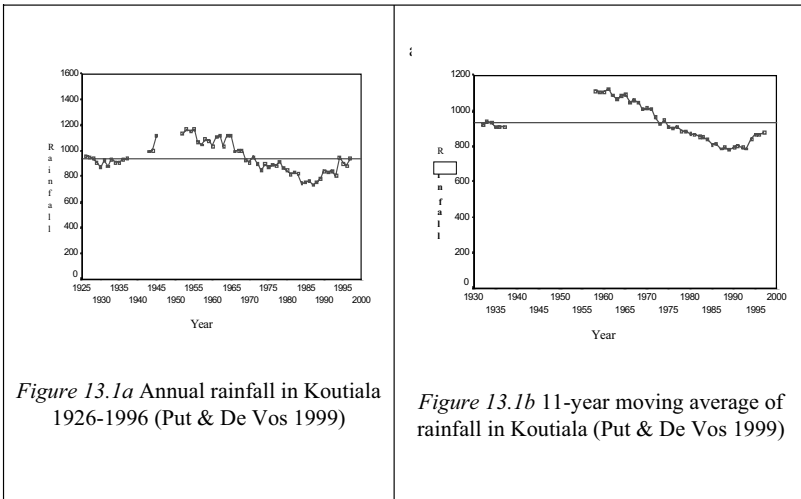 1600
1400
1200
1000
800
600
400
200
0
Rainfall
1925 1935 1945 1955 1965 1975 1985 1995
1930 1940 1950 1960 1970 1980 1990 2000
Year
Figure 13.1a Annual rainfall in Koutiala
1926-1996 (Put & De Vos 1999)
1200
1000
800
600
400
200
0
R
nfall
1930 1940 1950 1960 1970 1980 1990 2000
1935 1945 1955 1965 1975 1985 1995
Year
Figure 13.1b 11-year moving average of
rainfall in Koutiala (Put & De Vos 1999)